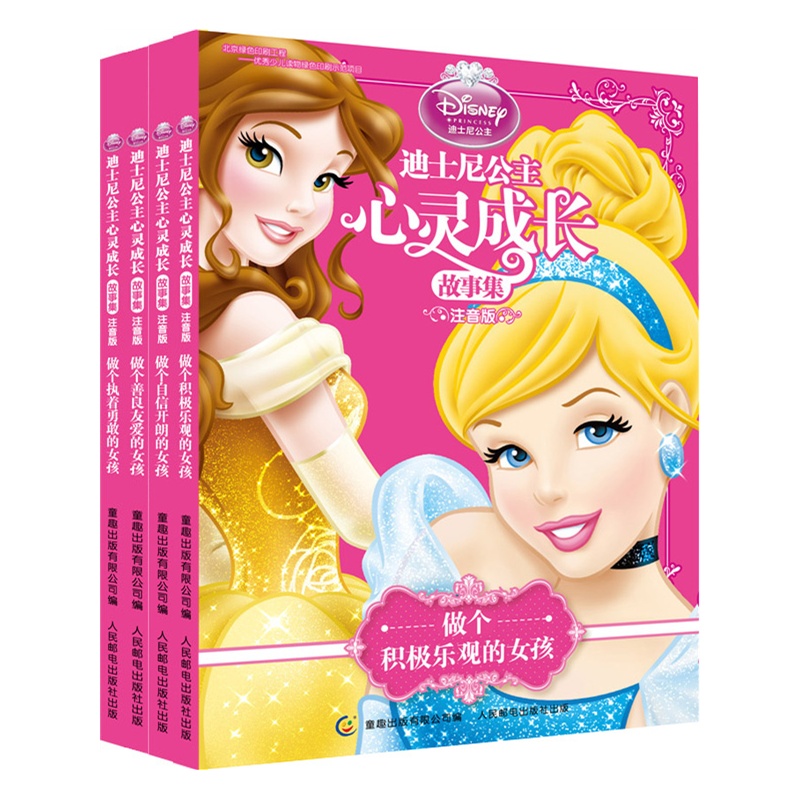 北京绿色印刷工程
——优秀少儿读物绿色印刷示范项目
Disney
PRINCESS
迪士尼公主
迪士尼公主
心灵成长
故事集
注音版
做个
积极乐观的女孩
童趣出版有限公司编 人民邮电出版社出版
迪士尼公主心灵成长 故事集 注音版 做个执着勇敢的女孩 童趣出版有限公司编 人民邮电出版社出版
迪士尼公主心灵成长 故事集 注音版 做个善良友爱的女孩 童趣出版有限公司编 人民邮电出版社出版
迪士尼公主心灵成长 故事集 注音版 做个自信开朗的女孩 童趣出版有限公司编 人民邮电出版社出版
迪士尼公主心灵成长 故事集 注音版 做个积极乐观的女孩 童趣出版有限公司编 人民邮电出版社出版